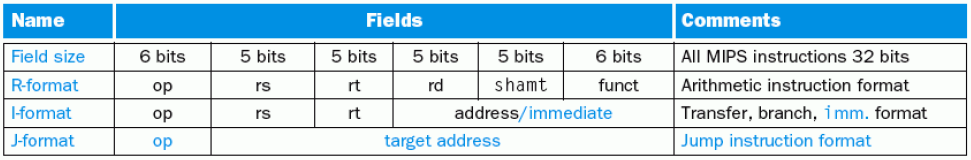 Name Fields Comments
Field size 6 bits 5 bits 5 bits 5 bits 5 bits 6 bits All MIPS instructions 32 bits
R-format op rs rt rd shamt funct Arithmetic instruction format
I-format op rs rt address/immediate Transfer, branch, imm. format
J-format op target address Jump instruction format